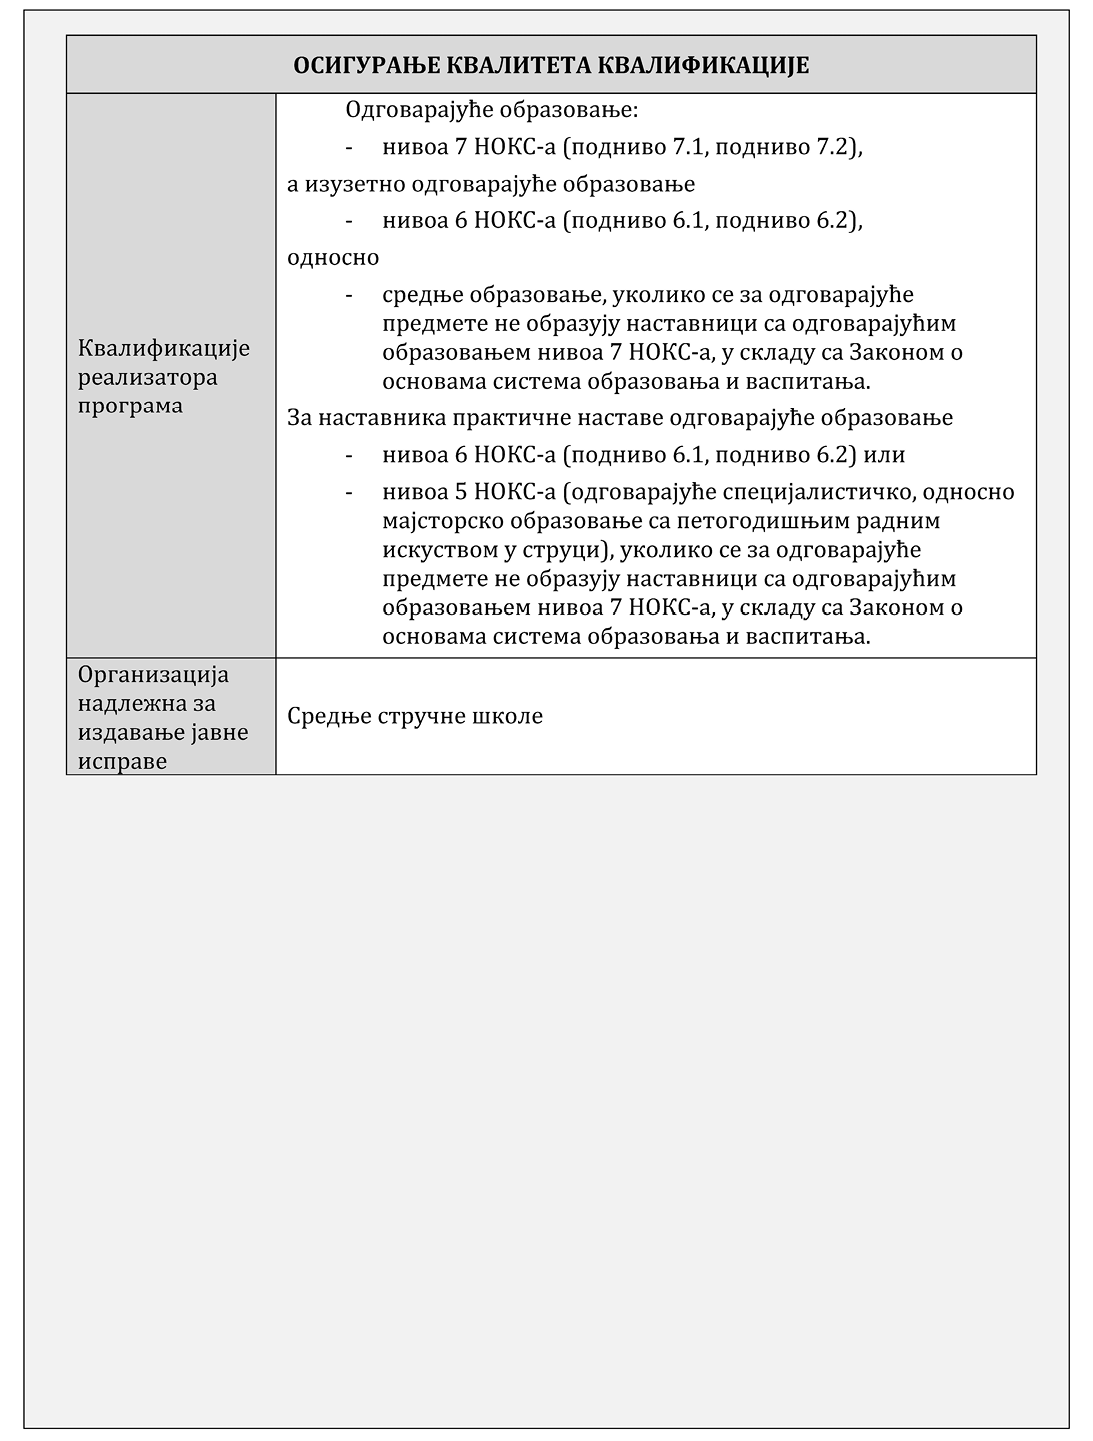 ОСИГУРАЊЕ КВАЛИТЕТА КВАЛИФИКАЦИЈЕ
Квалификације
реализатора
програма
Одговарајуће образовање:
- нивоа 7 НОКС-а (подниво 7.1, подниво 7.2),
а изузетно одговарајуће образовање
- нивоа 6 НОКС-а (подниво 6.1, подниво 6.2),
односно
- средње образовање, уколико се за одговарајуће
предмете не образују наставници са одговарајућим
образовањем нивоа 7 НОКС-а, у складу са Законом о
основама система образовања и васпитања.
За наставника практичне наставе одговарајуће образовање
- нивоа 6 НОКС-а (подниво 6.1, подниво 6.2) или
- нивоа 5 НОКС-а (одговарајуће специјалистичко, односно
мајсторско образовање са петогодишњим радним
искуством у струци), уколико се за одговарајуће
предмете не образују наставници са одговарајућим
образовањем нивоа 7 НОКС-а, у складу са Законом о
основама система образовања и васпитања.
Организација
надлежна за
издавање јавне
исправе
Средње стручне школе